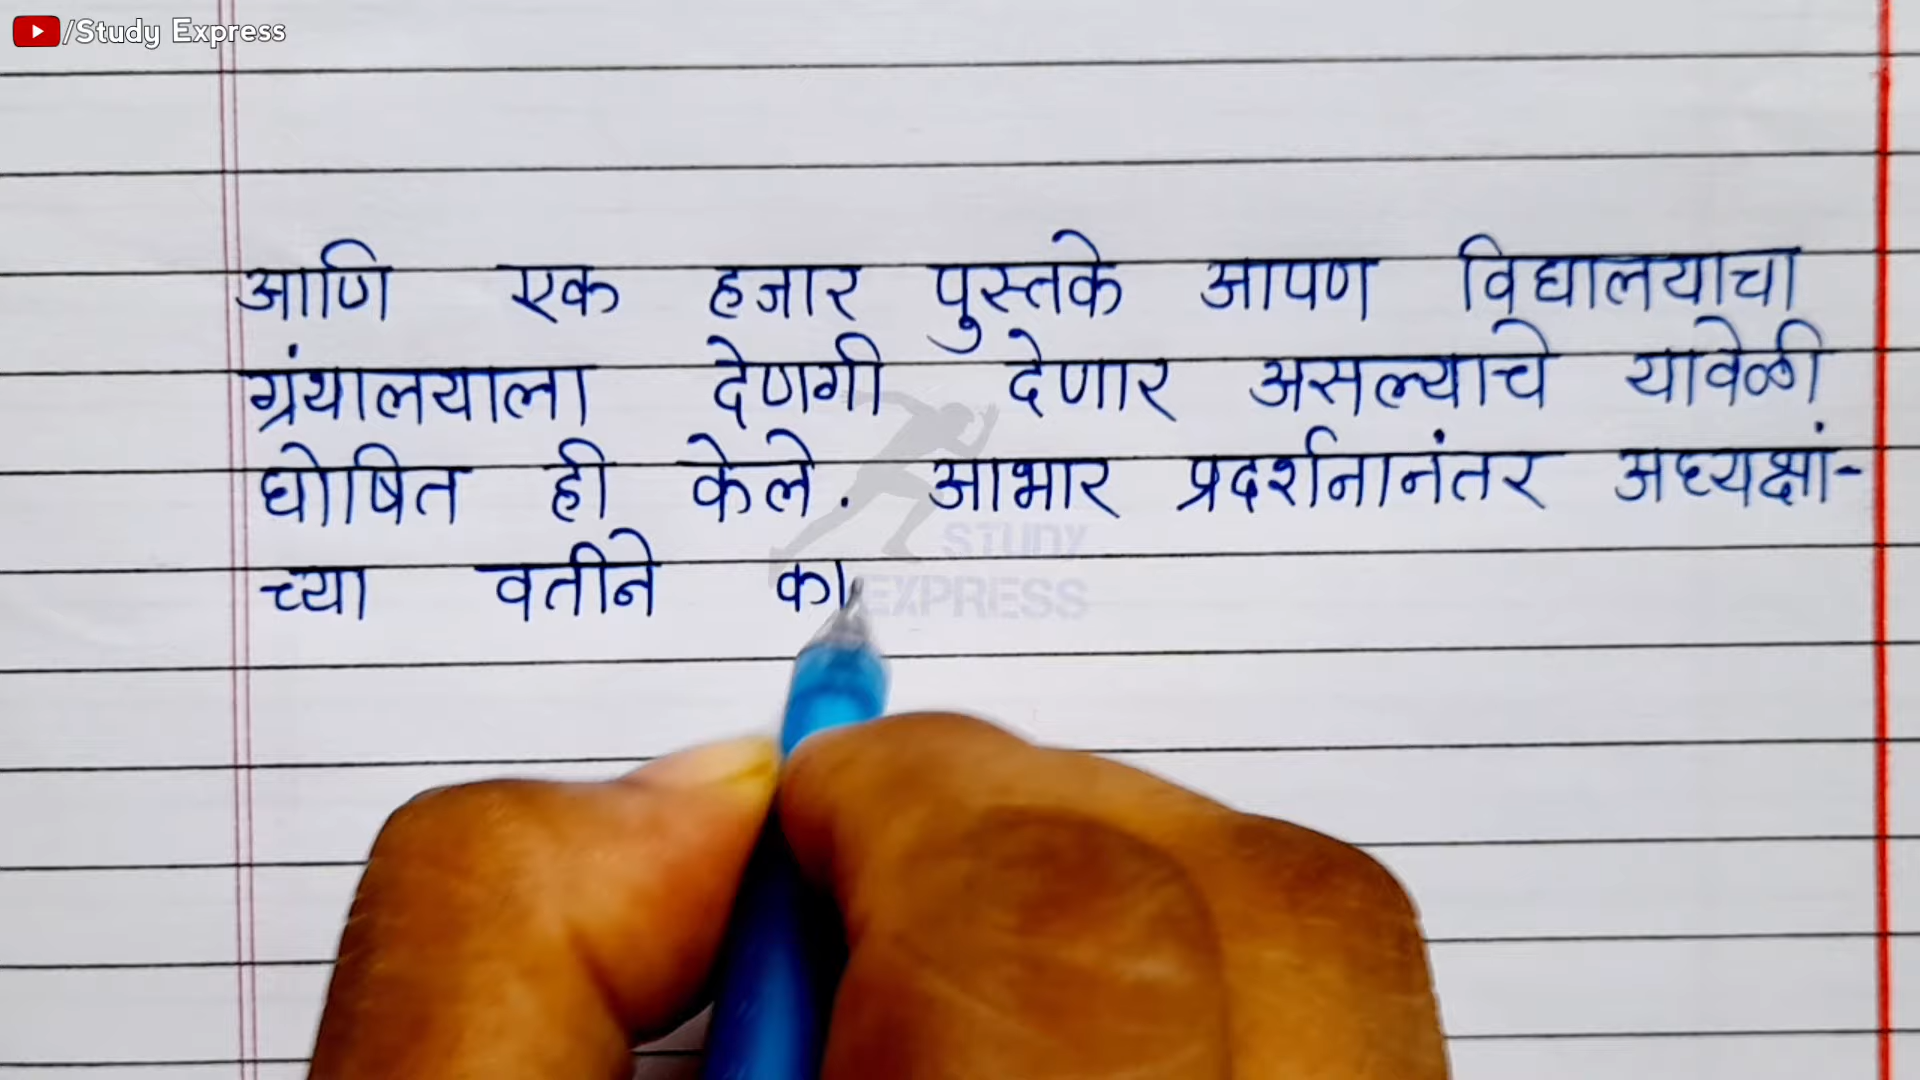 /Study Express
आणि एक हजार पुस्तके आपण विद्यालयाचा
ग्रंथालयाला देणगी देणार असल्याचे यावेळी
घोषित ही केले. आभार प्रदर्शनानंतर अध्यक्षां-
च्या वतीने का
STUDY
EXPRESS